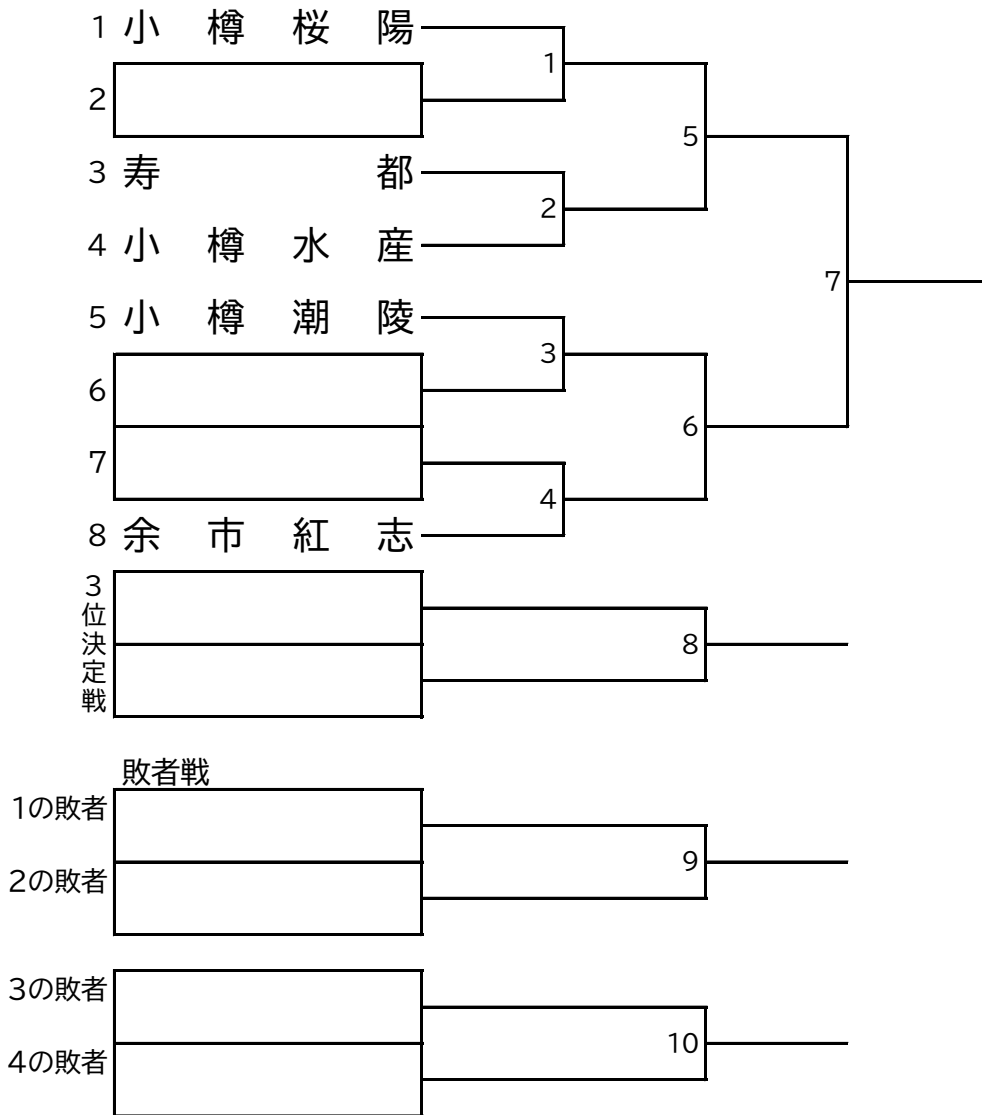 1 小樽桜陽
1
2
5
3 寿都
2
4 小樽水産
7
5 小樽潮陵
3
6
6
7
4
8 余市紅志
3位決定戦
8
敗者戦
1の敗者
9
2の敗者
3の敗者
10
4の敗者